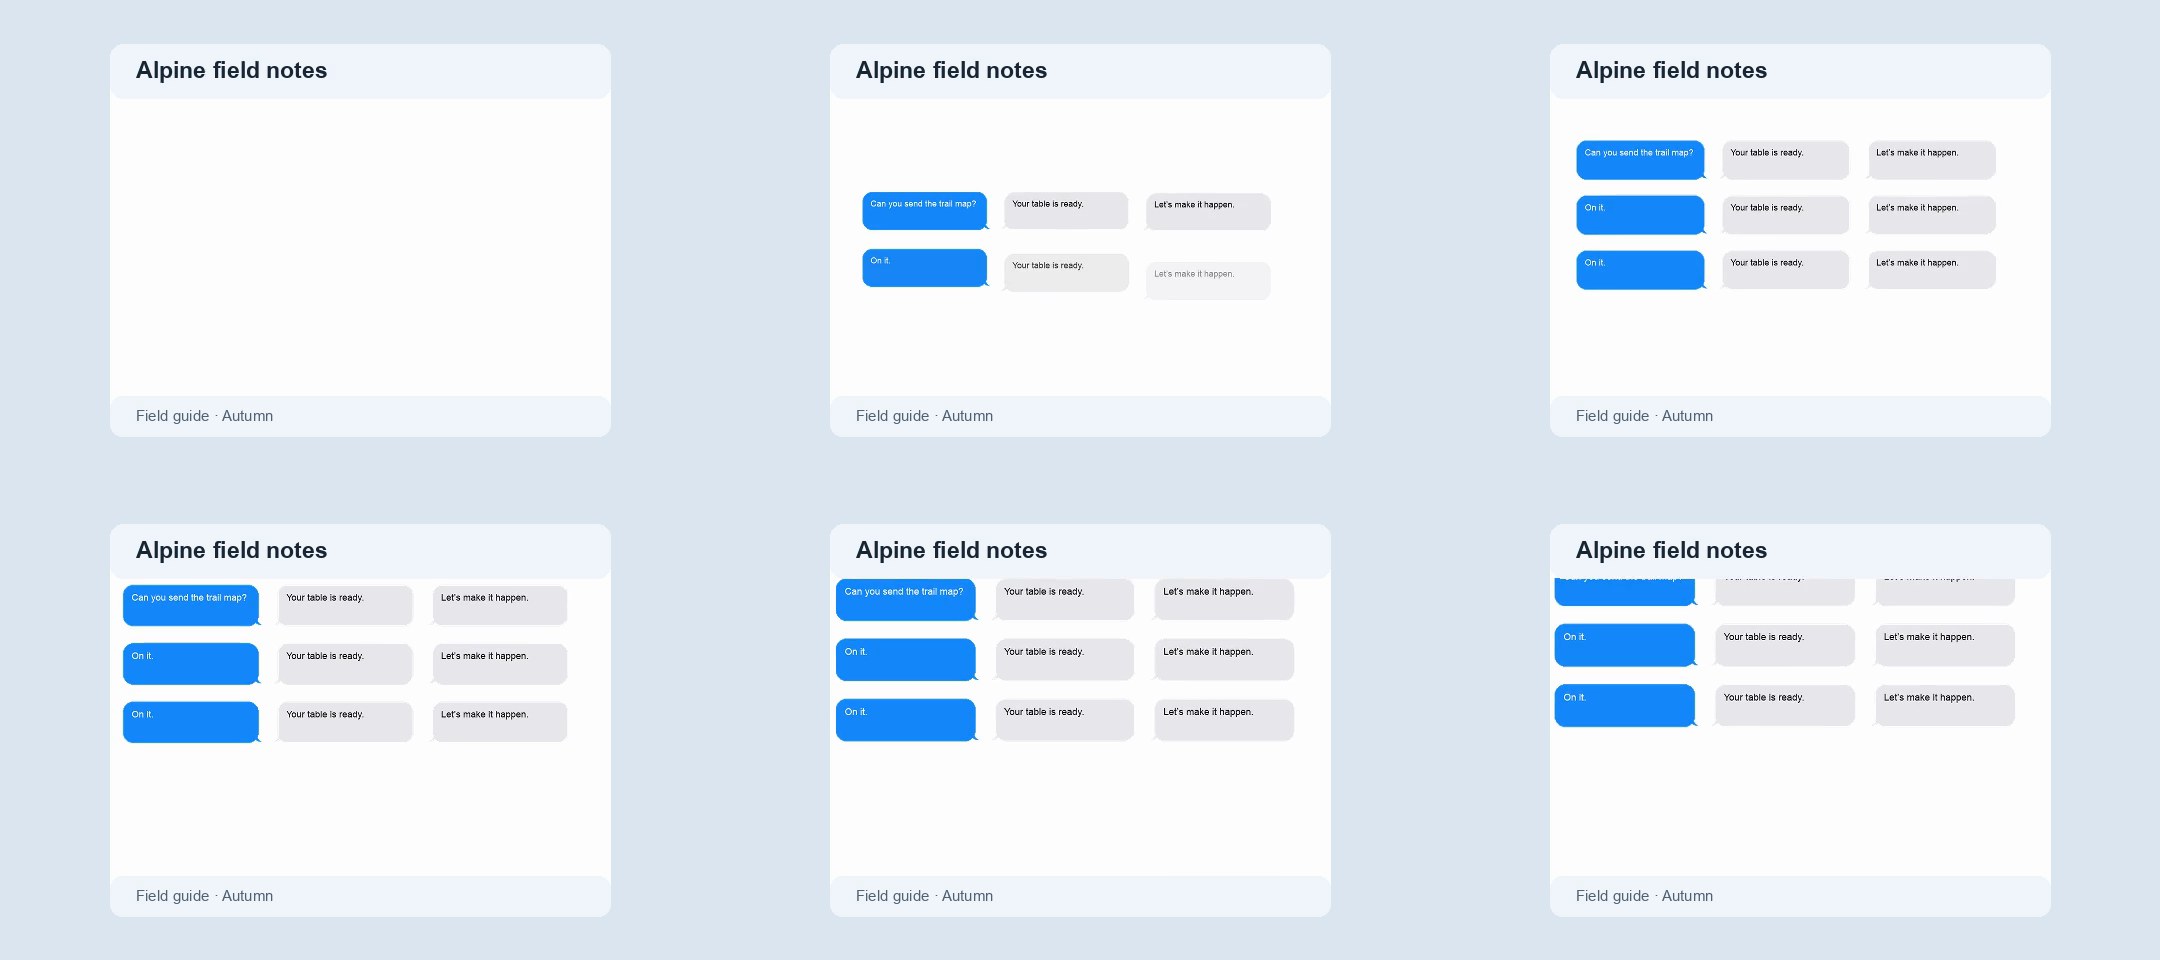 Alpine field notes
Can you send the trail map?
Your table is ready.
Let's make it happen.
On it.
Your table is ready.
Let's make it happen.
Field guide · Autumn
Alpine field notes
Field guide · Autumn
Alpine field notes
Can you send the trail map?
Your table is ready.
Let's make it happen.
On it.
Your table is ready.
Let's make it happen.
On it.
Your table is ready.
Let's make it happen.
Field guide · Autumn
Alpine field notes
Can you send the trail map?
Your table is ready.
Let's make it happen.
On it.
Your table is ready.
Let's make it happen.
On it.
Your table is ready.
Let's make it happen.
Field guide · Autumn
Alpine field notes
Can you send the trail map?
Your table is ready.
Let's make it happen.
On it.
Your table is ready.
Let's make it happen.
On it.
Your table is ready.
Let's make it happen.
Field guide · Autumn
Alpine field notes
On it.
Your table is ready.
Let's make it happen.
On it.
Your table is ready.
Let's make it happen.
Field guide · Autumn